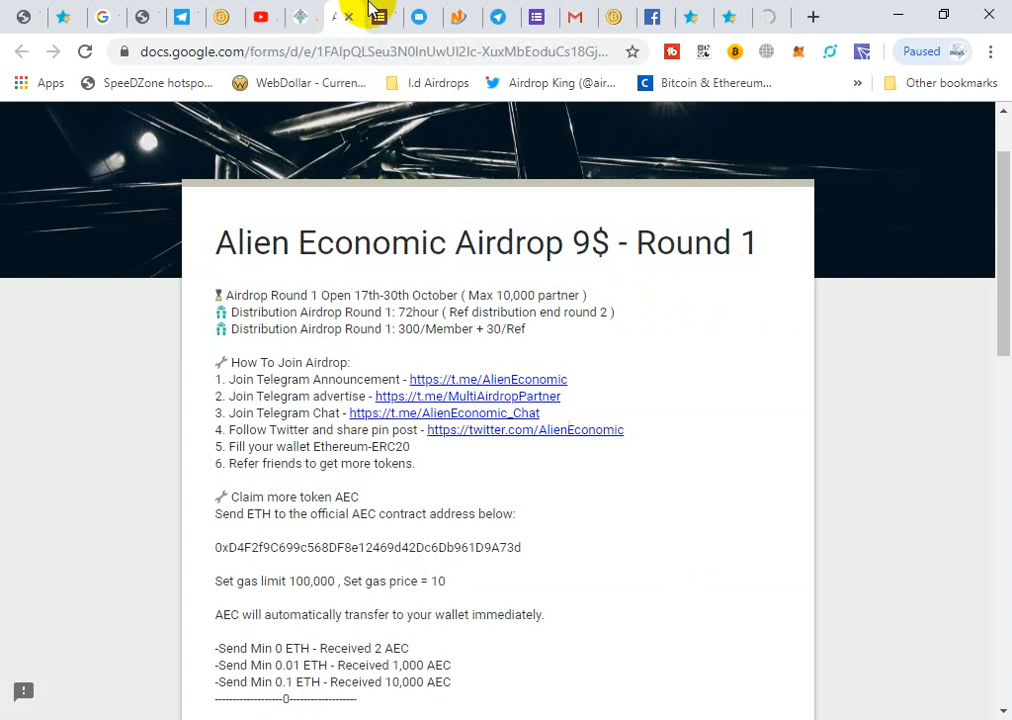 A
docs.google.com/forms/d/e/1FAIpQLSeu3N0InUwUI2Ic-XuxMbEoduCs18Gj...
Paused
Apps
SpeeDZone hotspo...
WebDollar - Curren...
I.d Airdrops
Airdrop King (@air...
Bitcoin & Ethereum...
»
Other bookmarks
Alien Economic Airdrop 9$ - Round 1
Airdrop Round 1 Open 17th-30th October ( Max 10,000 partner )
Distribution Airdrop Round 1: 72hour ( Ref distribution end round 2 )
Distribution Airdrop Round 1: 300/Member + 30/Ref
How To Join Airdrop:
1. Join Telegram Announcement - https://t.me/AlienEconomic
2. Join Telegram advertise - https://t.me/MultiAirdropPartner
3. Join Telegram Chat - https://t.me/AlienEconomic_Chat
4. Follow Twitter and share pin post - https://twitter.com/AlienEconomic
5. Fill your wallet Ethereum-ERC20
6. Refer friends to get more tokens.
Claim more token AEC
Send ETH to the official AEC contract address below:
0xD4F2f9C699c568DF8e12469d42Dc6Db961D9A73d
Set gas limit 100,000 , Set gas price = 10
AEC will automatically transfer to your wallet immediately.
-Send Min 0 ETH - Received 2 AEC
-Send Min 0.01 ETH - Received 1,000 AEC
-Send Min 0.1 ETH - Received 10,000 AEC
-------------------0-------------------